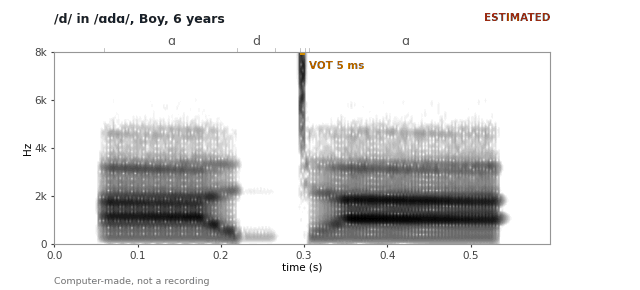 /d/ in /ɑdɑ/, Boy, 6 years
ESTIMATED
ɑ d ɑ
8k
VOT 5 ms
6k
Hz
4k
2k
0
0.0 0.1 0.2 0.3 0.4 0.5
time (s)
Computer-made, not a recording